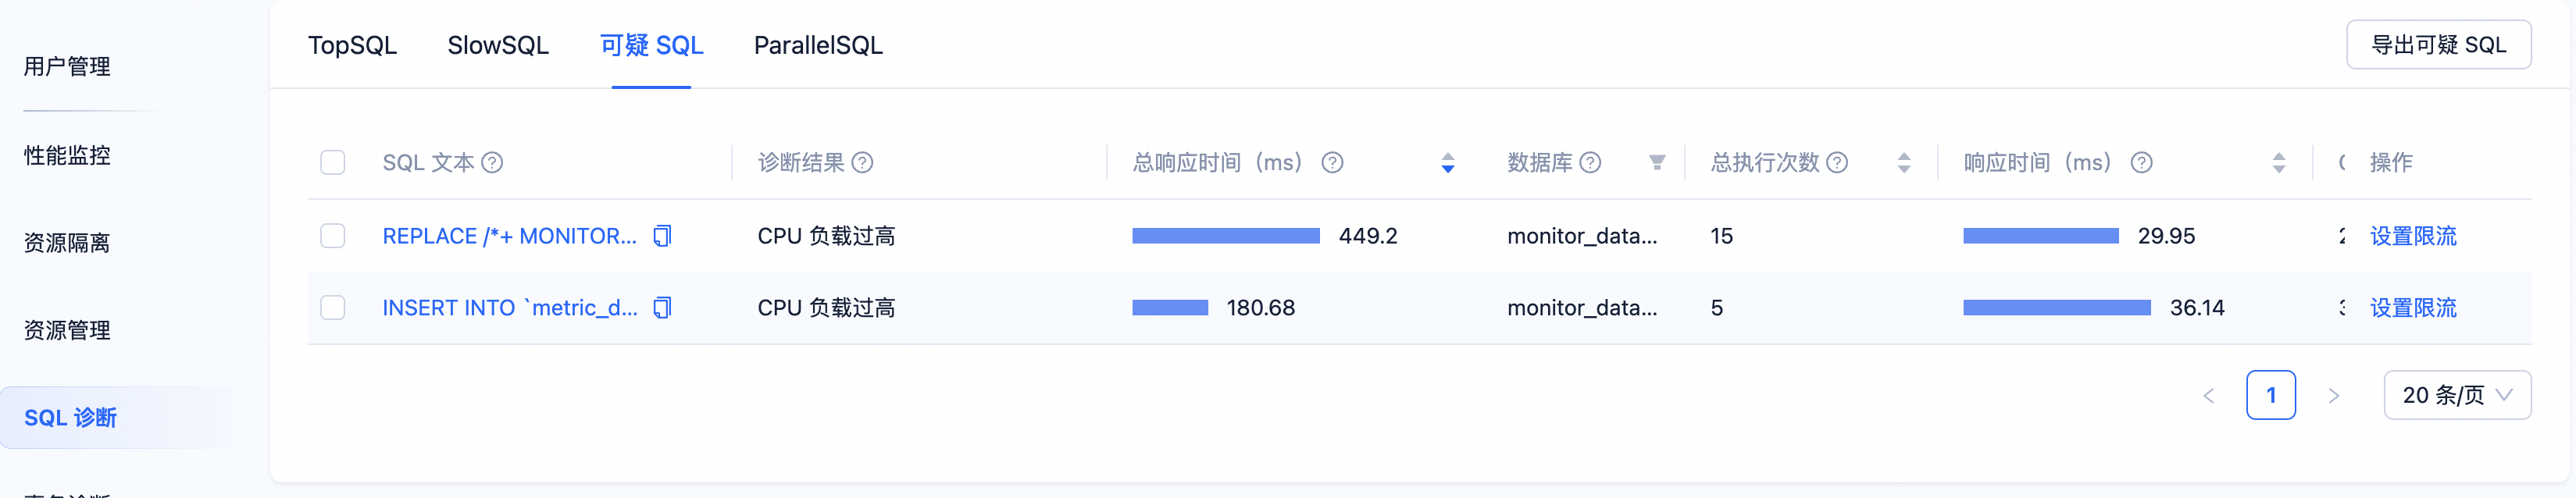 用户管理
性能监控
资源隔离
资源管理
SQL 诊断
TopSQL SlowSQL 可疑 SQL ParallelSQL 导出可疑 SQL
SQL 文本 诊断结果 总响应时间（ms） 数据库 总执行次数 响应时间（ms） 操作
REPLACE /*+ MONITOR... CPU 负载过高 449.2 monitor_data... 15 29.95 设置限流
INSERT INTO `metric_d... CPU 负载过高 180.68 monitor_data... 5 36.14 设置限流
1 20 条/页